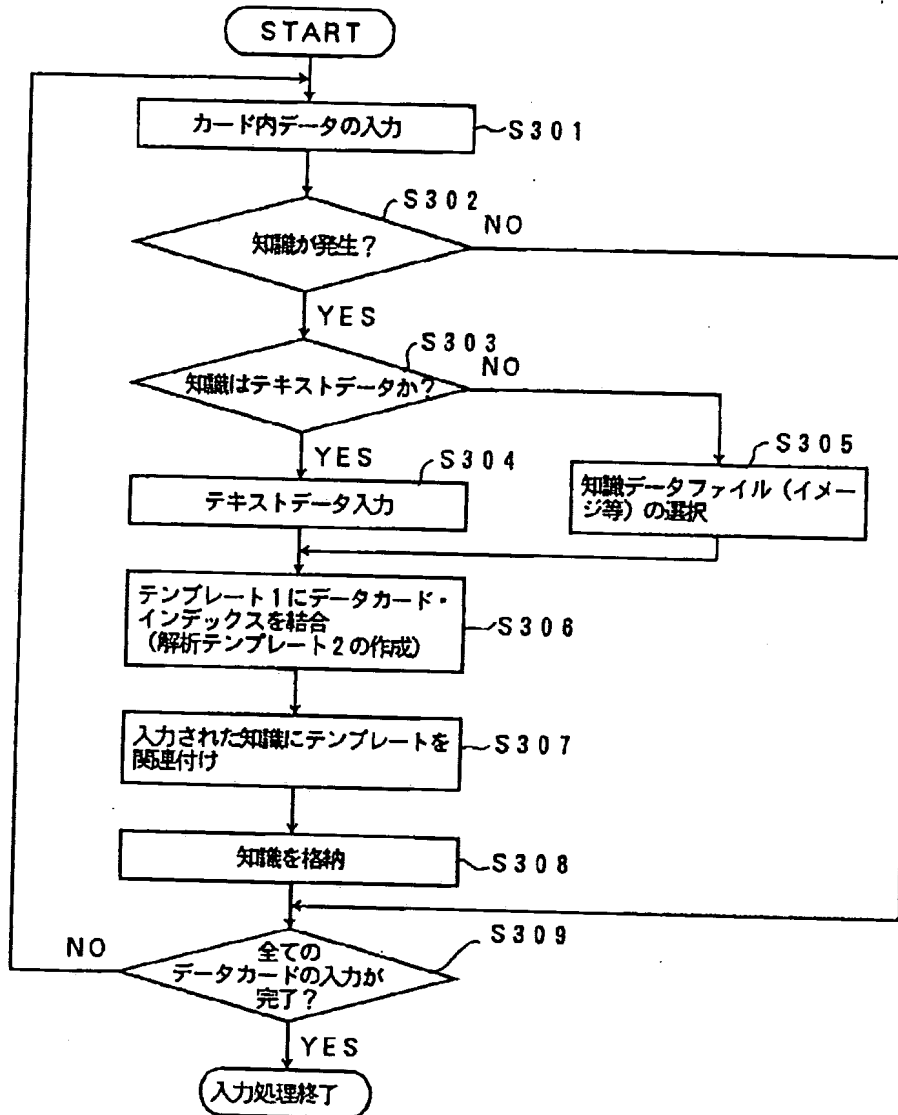 START
カード内データの入力
S301
S302
知識が発生？
NO
YES
S303
知識はテキストデータか？
NO
YES
S304
テキストデータ入力
S305
知識データファイル（イメー
ジ等）の選択
テンプレート１にデータカード・
インデックスを結合
（解析テンプレート２の作成）
S306
入力された知識にテンプレートを
関連付け
S307
知識を格納
S308
S309
全ての
データカードの入力が
完了？
NO
YES
入力処理終了